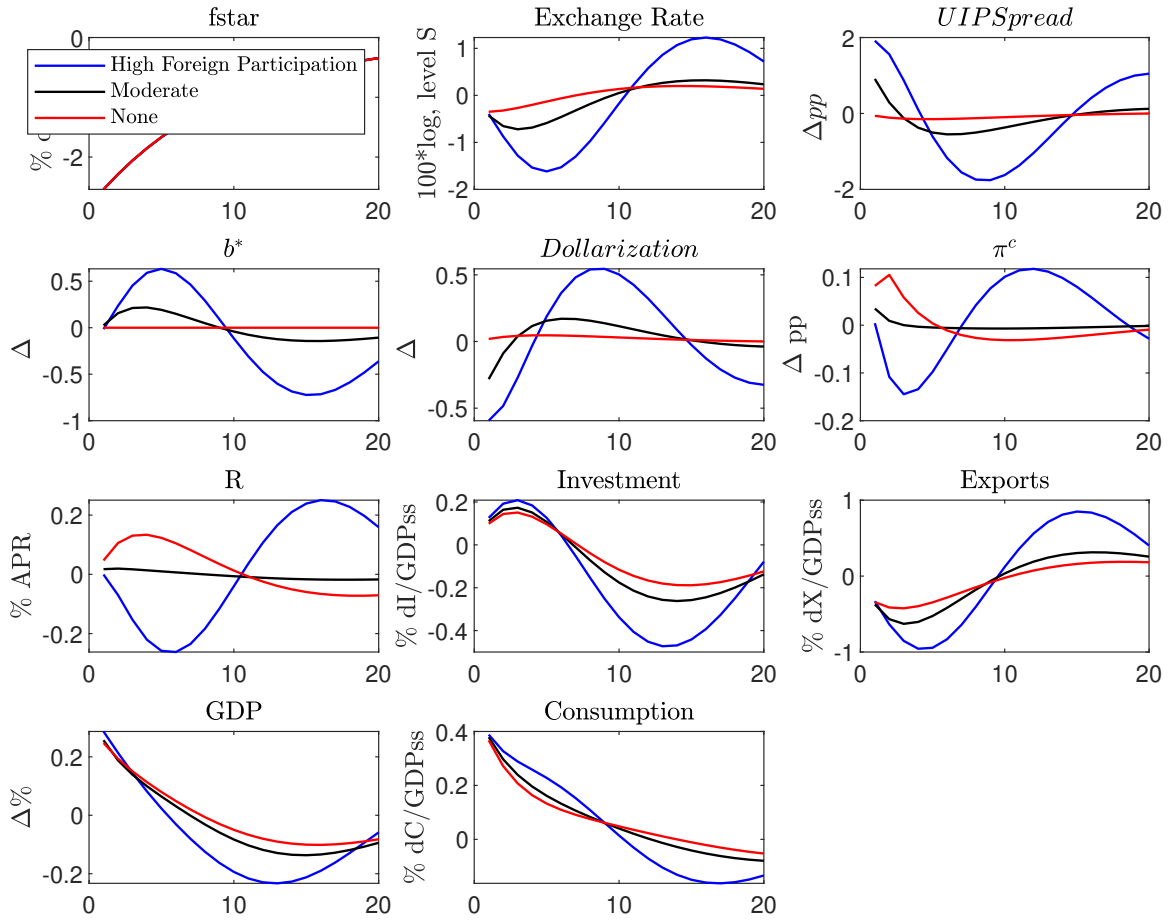 fstar
0
-2
% d
0 10 20
High Foreign Participation
Moderate
None
Exchange Rate
1
0
-1
-2
100*log, level S
0 10 20
UIPSpread
2
0
-2
Δpp
0 10 20
b*
0.5
0
-0.5
-1
Δ
0 10 20
Dollarization
0.5
0
-0.5
Δ
0 10 20
π^c
0.1
0
-0.1
-0.2
Δ pp
0 10 20
R
0.2
0
-0.2
% APR
0 10 20
Investment
0.2
0
-0.2
-0.4
% dI/GDPss
0 10 20
Exports
1
0
-1
% dX/GDPss
0 10 20
GDP
0.2
0
-0.2
Δ%
0 10 20
Consumption
0.4
0.2
0
% dC/GDPss
0 10 20